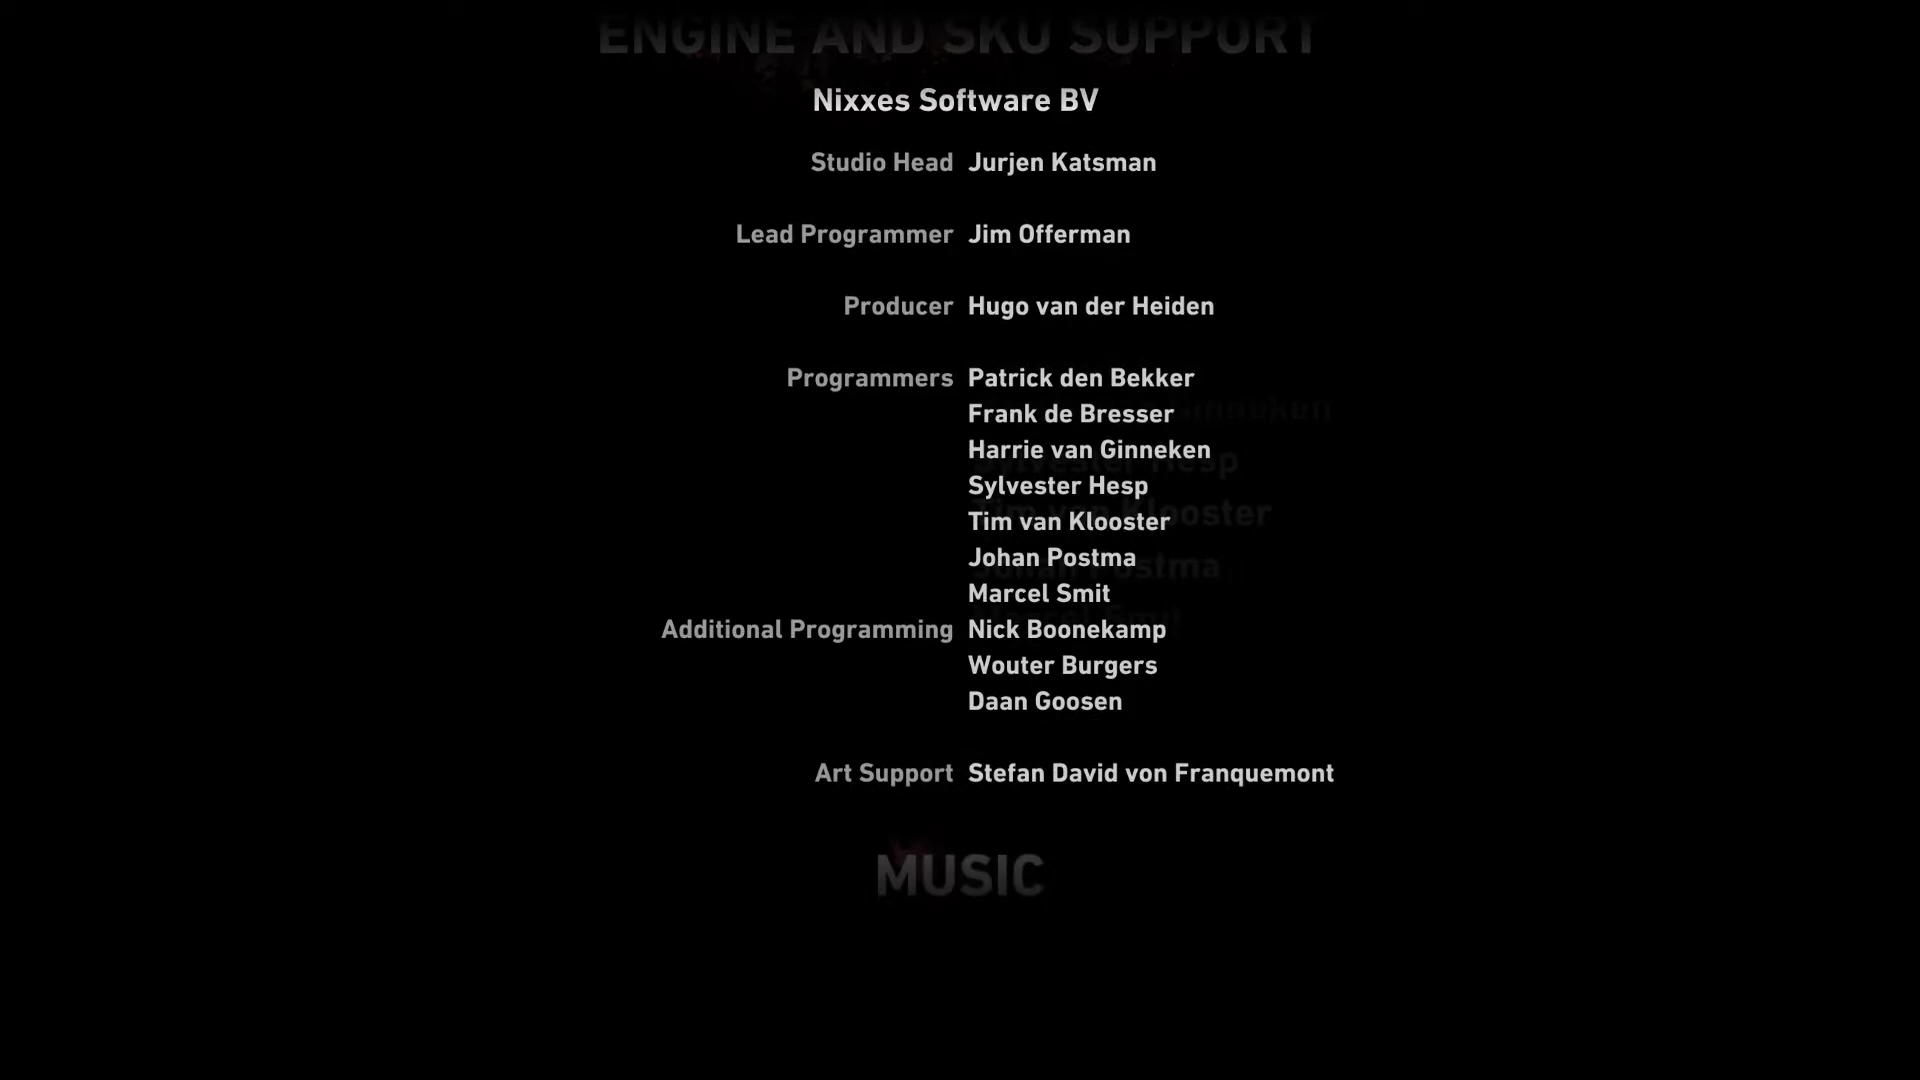 ENGINE AND SKU SUPPORT
Nixxes Software BV
Studio Head Jurjen Katsman
Lead Programmer Jim Offerman
Producer Hugo van der Heiden
Programmers Patrick den Bekker
Frank de Bresser
Harrie van Ginneken
Sylvester Hesp
Tim van Klooster
Johan Postma
Marcel Smit
Additional Programming Nick Boonekamp
Wouter Burgers
Daan Goosen
Art Support Stefan David von Franquemont
MUSIC